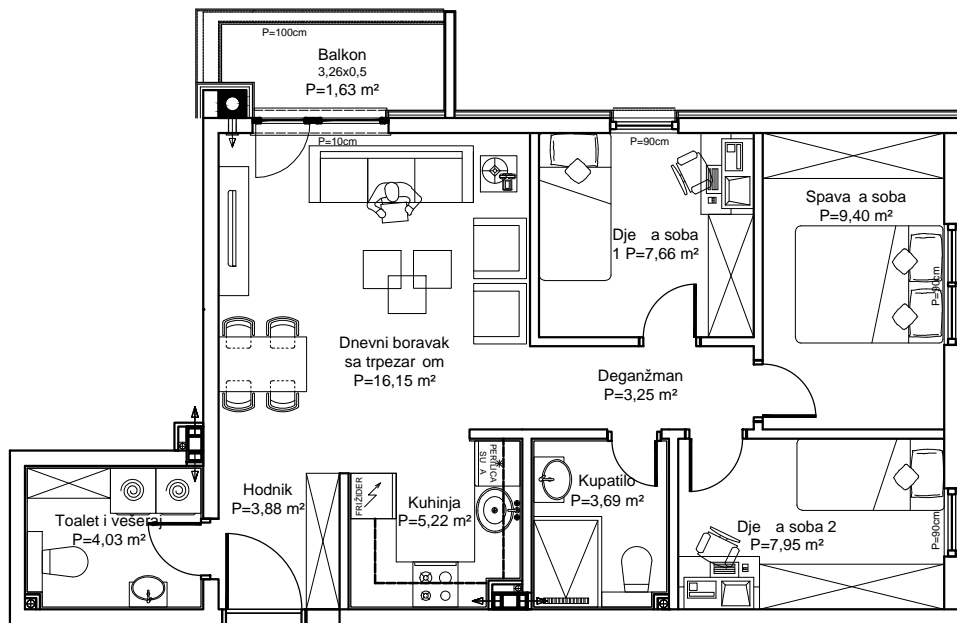 P=100cm
Balkon
3,26x0,5
P=1,63 m²
P=10cm
P=90cm
Spava a soba
P=9,40 m²
Dje a soba
1 P=7,66 m²
P=90cm
Dnevni boravak
sa trpezar om
P=16,15 m²
Deganžman
P=3,25 m²
PERILICA
SU A
FRIŽIDER
Hodnik
P=3,88 m²
Kuhinja
P=5,22 m²
Kupatilo
P=3,69 m²
Toalet i vešeraj
P=4,03 m²
Dje a soba 2
P=7,95 m²
P=90cm